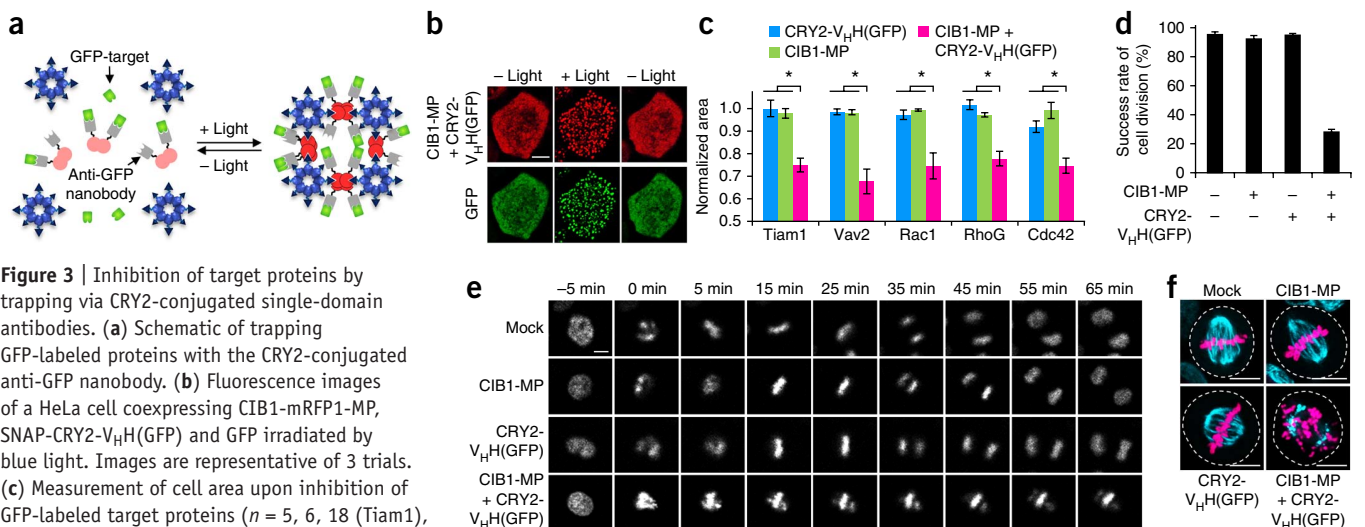 a
GFP-target
+ Light
– Light
Anti-GFP
nanobody
b
– Light
+ Light
– Light
CIB1-MP
+ CRY2-
VHH(GFP)
GFP
c
CRY2-VHH(GFP)
CIB1-MP
CIB1-MP +
CRY2-VHH(GFP)
* * * * *
Normalized area
1.0
0.9
0.8
0.7
0.6
0.5
Tiam1
Vav2
Rac1
RhoG
Cdc42
d
Success rate of
cell division (%)
100
80
60
40
20
0
CIB1-MP – + – +
CRY2-
VHH(GFP) – – + +
Figure 3 | Inhibition of target proteins by
trapping via CRY2-conjugated single-domain
antibodies. (a) Schematic of trapping
GFP-labeled proteins with the CRY2-conjugated
anti-GFP nanobody. (b) Fluorescence images
of a HeLa cell coexpressing CIB1-mRFP1-MP,
SNAP-CRY2-VHH(GFP) and GFP irradiated by
blue light. Images are representative of 3 trials.
(c) Measurement of cell area upon inhibition of
GFP-labeled target proteins (n = 5, 6, 18 (Tiam1),
e
–5 min 0 min 5 min 15 min 25 min 35 min 45 min 55 min 65 min
Mock
CIB1-MP
CRY2-
VHH(GFP)
CIB1-MP
+ CRY2-
VHH(GFP)
f
Mock
CIB1-MP
CRY2-
VHH(GFP)
CIB1-MP
+ CRY2-
VHH(GFP)